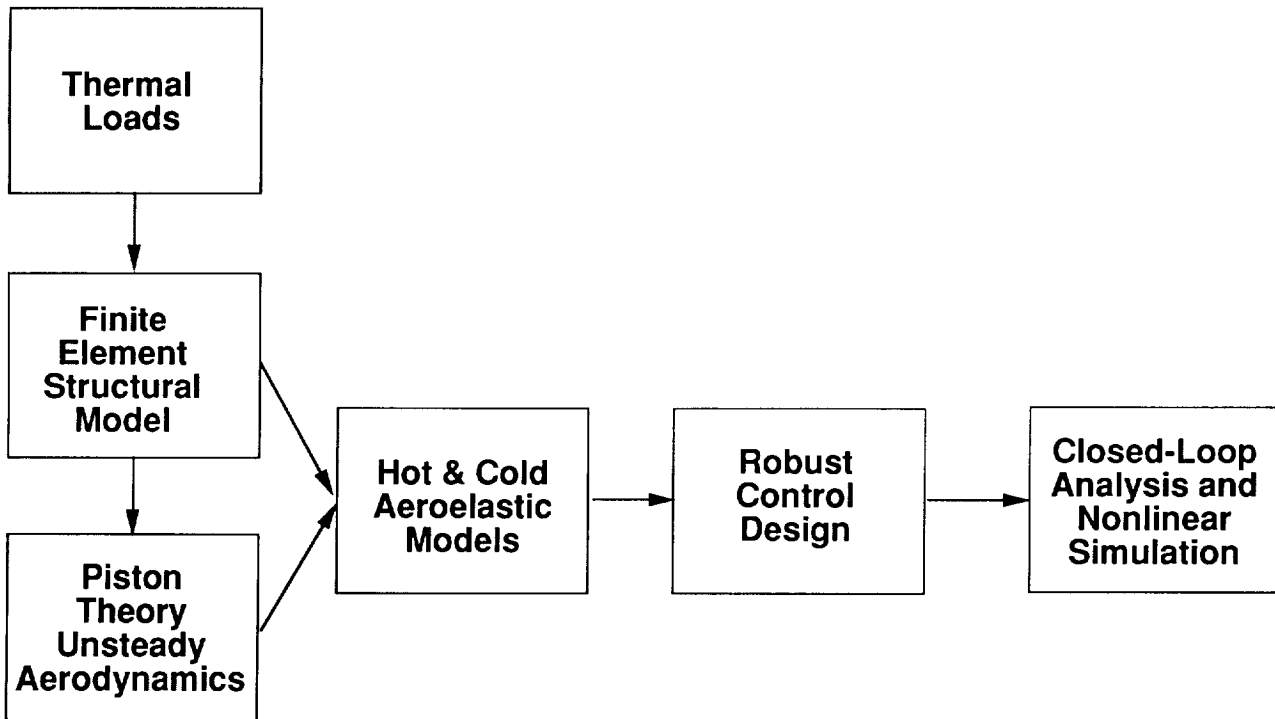 Thermal
Loads
Finite
Element
Structural
Model
Piston
Theory
Unsteady
Aerodynamics
Hot & Cold
Aeroelastic
Models
Robust
Control
Design
Closed-Loop
Analysis and
Nonlinear
Simulation